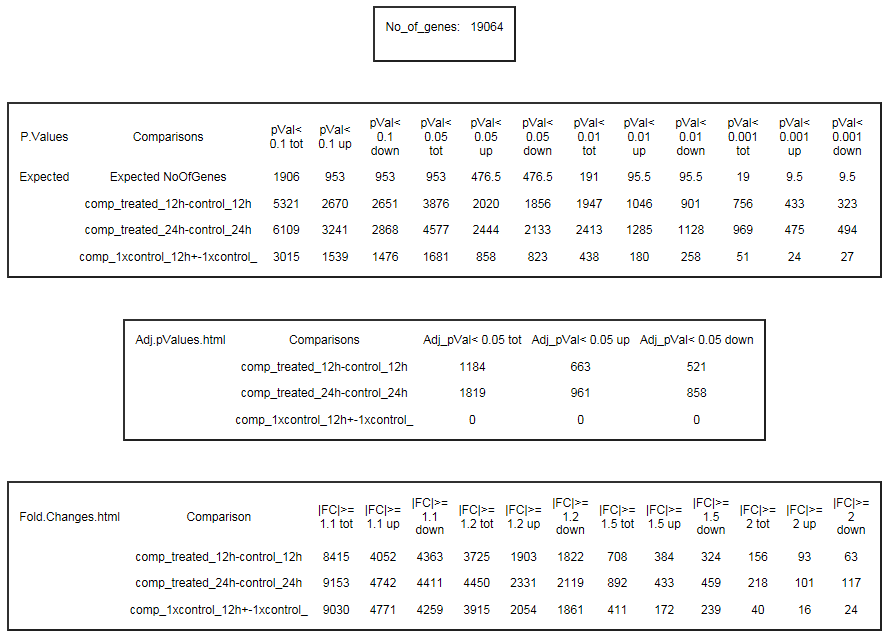 No_of_genes: 19064
P.Values Comparisons pVal< 0.1 tot pVal< 0.1 up pVal< 0.1 down pVal< 0.05 tot pVal< 0.05 up pVal< 0.05 down pVal< 0.01 tot pVal< 0.01 up pVal< 0.01 down pVal< 0.001 tot pVal< 0.001 up pVal< 0.001 down
Expected Expected NoOfGenes 1906 953 953 953 476.5 476.5 191 95.5 95.5 19 9.5 9.5
comp_treated_12h-control_12h 5321 2670 2651 3876 2020 1856 1947 1046 901 756 433 323
comp_treated_24h-control_24h 6109 3241 2868 4577 2444 2133 2413 1285 1128 969 475 494
comp_1xcontrol_12h+-1xcontrol_ 3015 1539 1476 1681 858 823 438 180 258 51 24 27
Adj.pValues.html Comparisons Adj_pVal< 0.05 tot Adj_pVal< 0.05 up Adj_pVal< 0.05 down
comp_treated_12h-control_12h 1184 663 521
comp_treated_24h-control_24h 1819 961 858
comp_1xcontrol_12h+-1xcontrol_ 0 0 0
Fold.Changes.html Comparison |FC|>= 1.1 tot |FC|>= 1.1 up |FC|>= 1.1 down |FC|>= 1.2 tot |FC|>= 1.2 up |FC|>= 1.2 down |FC|>= 1.5 tot |FC|>= 1.5 up |FC|>= 1.5 down |FC|>= 2 tot |FC|>= 2 up |FC|>= 2 down
comp_treated_12h-control_12h 8415 4052 4363 3725 1903 1822 708 384 324 156 93 63
comp_treated_24h-control_24h 9153 4742 4411 4450 2331 2119 892 433 459 218 101 117
comp_1xcontrol_12h+-1xcontrol_ 9030 4771 4259 3915 2054 1861 411 172 239 40 16 24